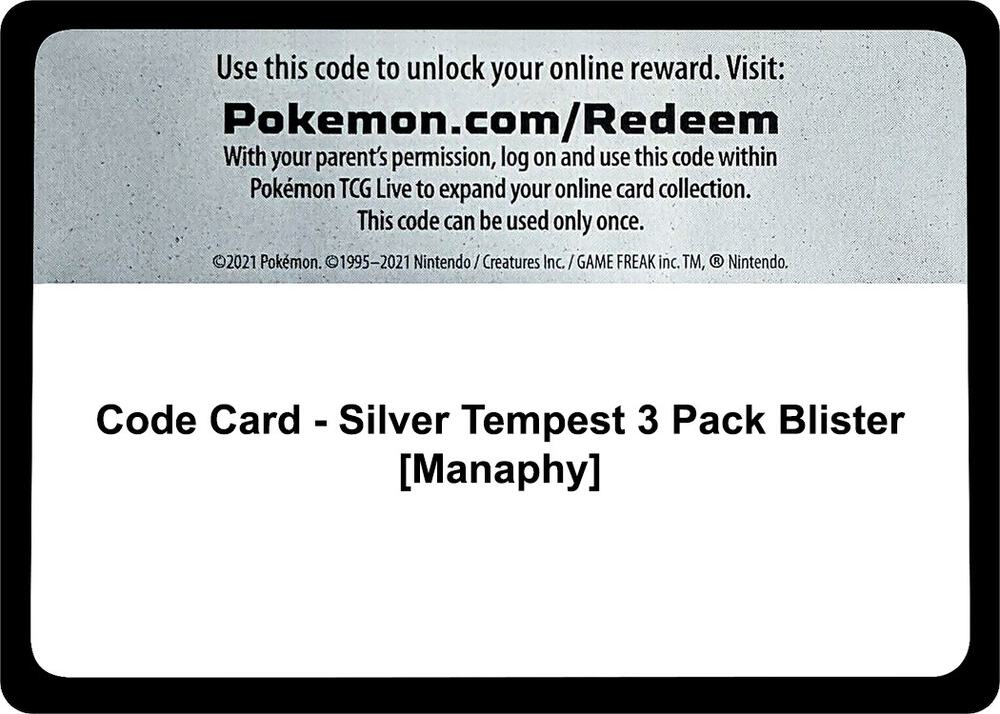 Use this code to unlock your online reward. Visit:
Pokemon.com/Redeem
With your parent's permission, log on and use this code within
Pokémon TCG Live to expand your online card collection.
This code can be used only once.
©2021 Pokémon. ©1995–2021 Nintendo / Creatures Inc. / GAME FREAK inc. TM, ® Nintendo.
Code Card - Silver Tempest 3 Pack Blister
[Manaphy]